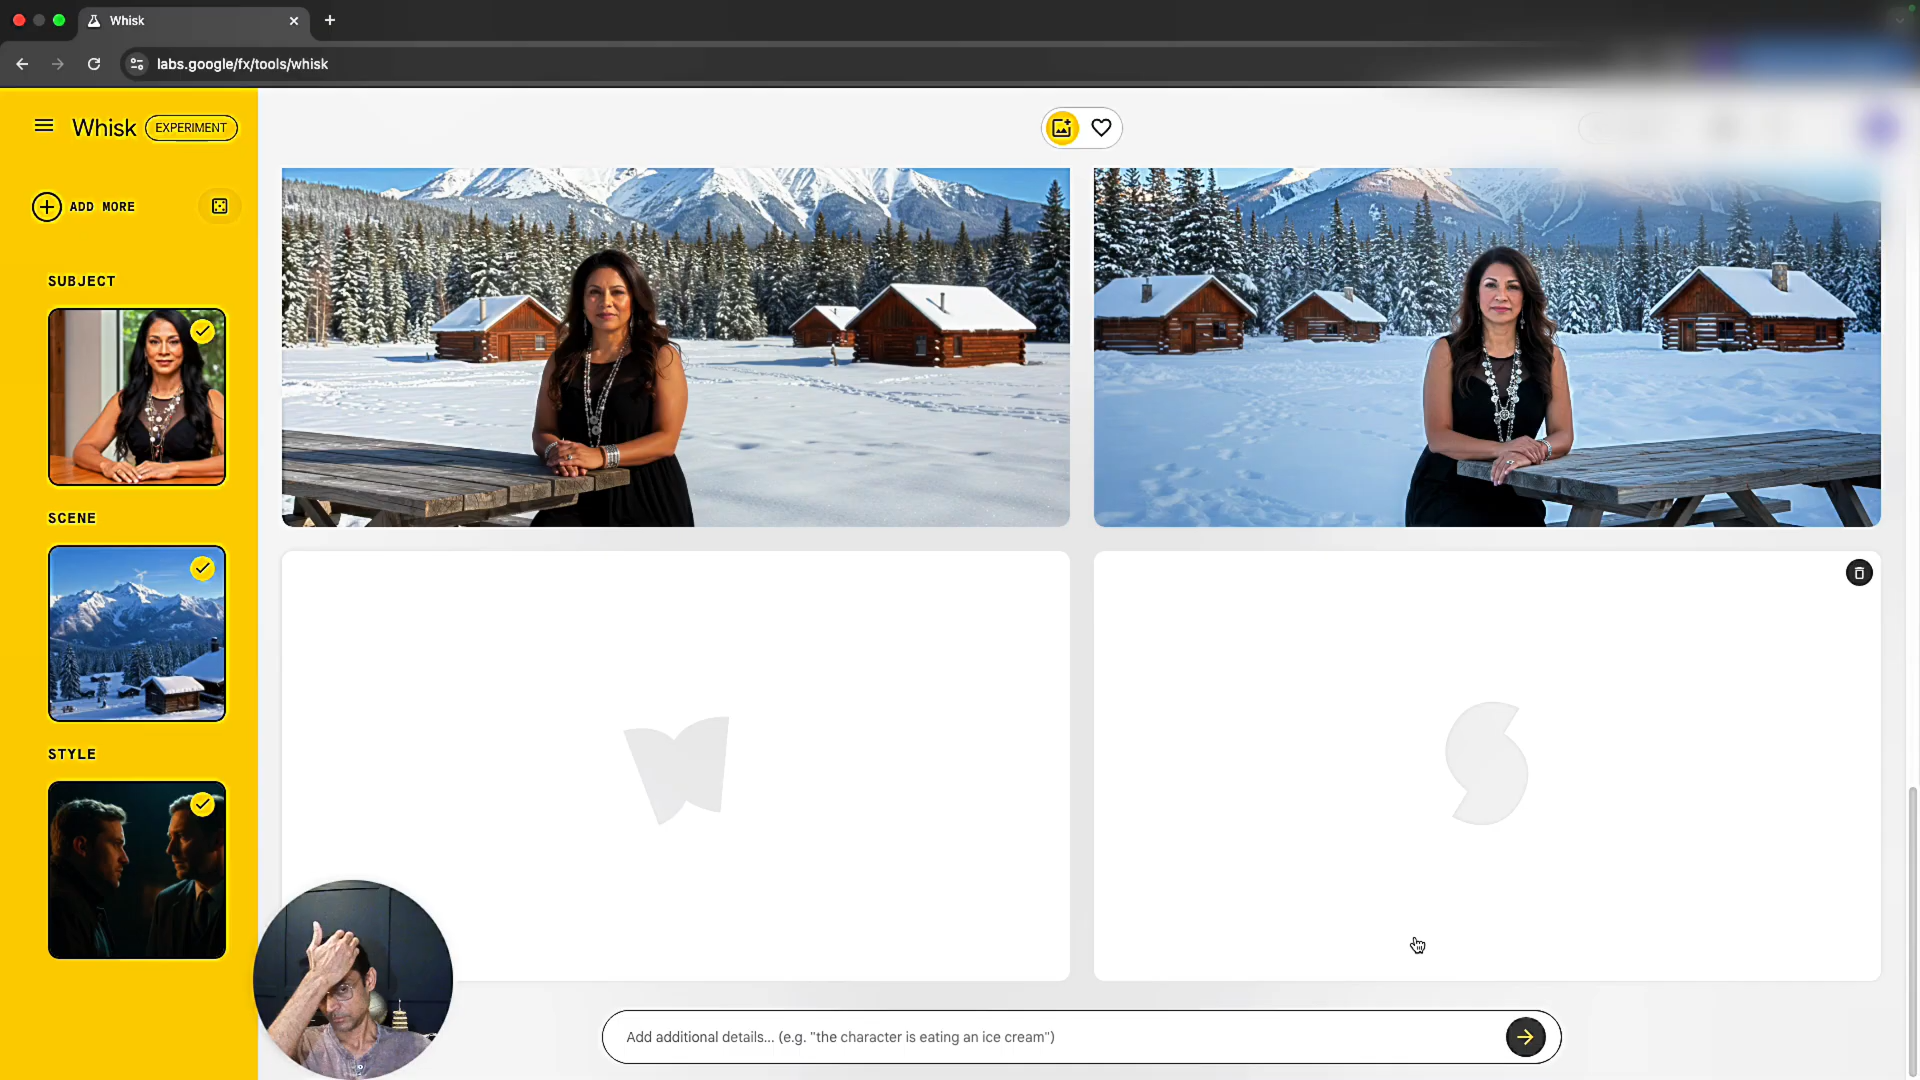 Whisk
labs.google/fx/tools/whisk
Whisk EXPERIMENT
ADD MORE
SUBJECT
SCENE
STYLE
Add additional details... (e.g. "the character is eating an ice cream")